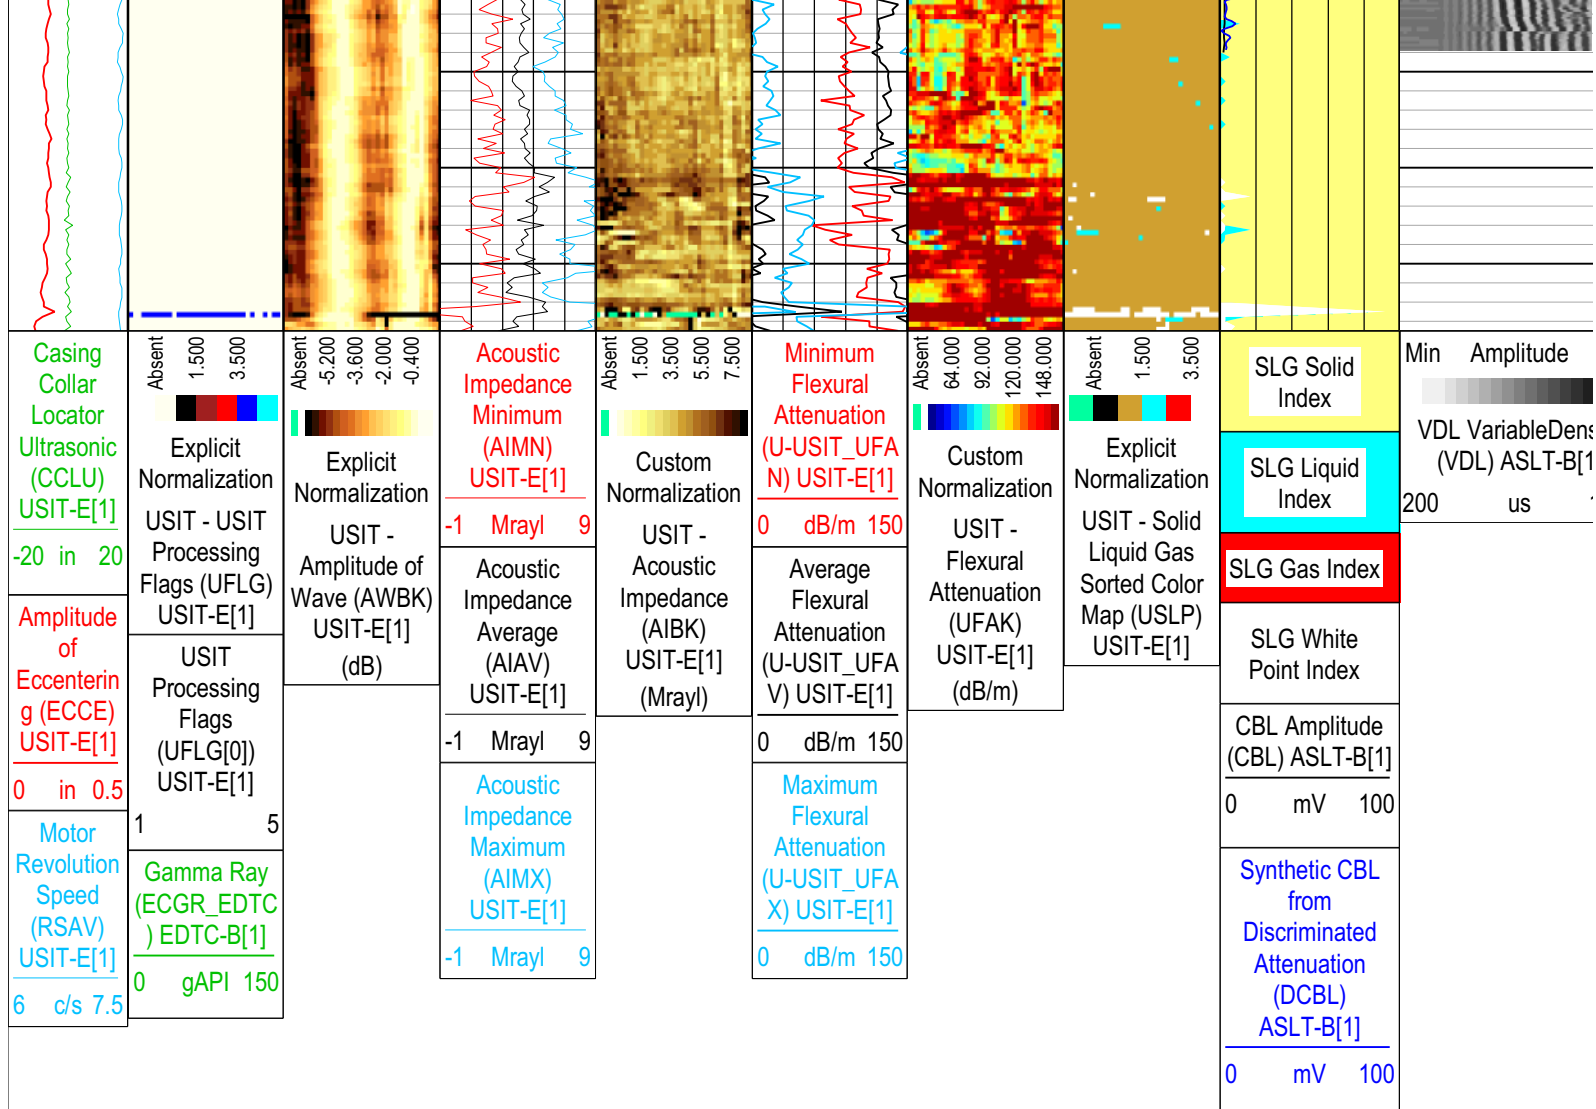 Casing
Collar
Locator
Ultrasonic
(CCLU)
USIT-E[1]
-20 in 20
Amplitude
of
Eccenterin
g (ECCE)
USIT-E[1]
0 in 0.5
Motor
Revolution
Speed
(RSAV)
USIT-E[1]
6 c/s 7.5
Absent 1.500 3.500
Explicit
Normalization
USIT - USIT
Processing
Flags (UFLG)
USIT-E[1]
USIT
Processing
Flags
(UFLG[0])
USIT-E[1]
1 5
Gamma Ray
(ECGR_EDTC
) EDTC-B[1]
0 gAPI 150
Absent -5.200 -3.600 -2.000 -0.400
Explicit
Normalization
USIT -
Amplitude of
Wave (AWBK)
USIT-E[1]
(dB)
Acoustic
Impedance
Minimum
(AIMN)
USIT-E[1]
-1 Mrayl 9
Acoustic
Impedance
Average
(AIAV)
USIT-E[1]
-1 Mrayl 9
Acoustic
Impedance
Maximum
(AIMX)
USIT-E[1]
-1 Mrayl 9
Absent 1.500 3.500 5.500 7.500
Custom
Normalization
USIT -
Acoustic
Impedance
(AIBK)
USIT-E[1]
(Mrayl)
Minimum
Flexural
Attenuation
(U-USIT_UFA
N) USIT-E[1]
0 dB/m 150
Average
Flexural
Attenuation
(U-USIT_UFA
V) USIT-E[1]
0 dB/m 150
Maximum
Flexural
Attenuation
(U-USIT_UFA
X) USIT-E[1]
0 dB/m 150
Absent 64.000 92.000 120.000 148.000
Custom
Normalization
USIT -
Flexural
Attenuation
(UFAK)
USIT-E[1]
(dB/m)
Absent 1.500 3.500
Explicit
Normalization
USIT - Solid
Liquid Gas
Sorted Color
Map (USLP)
USIT-E[1]
SLG Solid
Index
SLG Liquid
Index
SLG Gas Index
SLG White
Point Index
CBL Amplitude
(CBL) ASLT-B[1]
0 mV 100
Synthetic CBL
from
Discriminated
Attenuation
(DCBL)
ASLT-B[1]
0 mV 100
Min Amplitude
VDL VariableDens
(VDL) ASLT-B[1
200 us